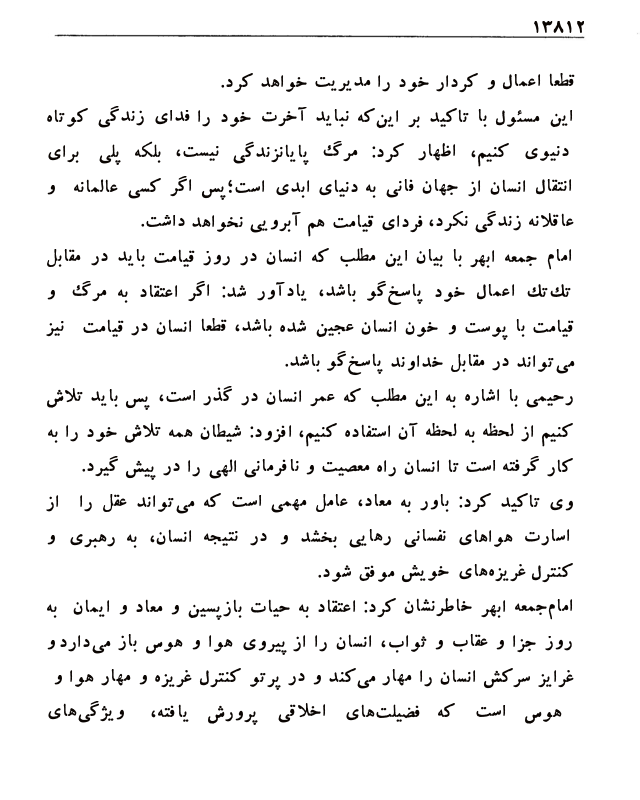 ۱۳۸۱۲
قطعا اعمال و کردار خود را مدیریت خواهد کرد.
این مسئول با تاکید بر این‌که نباید آخرت خود را فدای زندگی کوتاه
دنیوی کنیم، اظهار کرد: مرگ پایانزندگی نیست، بلکه پلی برای
انتقال انسان از جهان فانی به دنیای ابدی است؛پس اگر کسی عالمانه و
عاقلانه زندگی نکرد، فردای قیامت هم آبرویی نخواهد داشت.
امام جمعه ابهر با بیان این مطلب که انسان در روز قیامت باید در مقابل
تك‌تك اعمال خود پاسخ‌گو باشد، یادآور شد: اگر اعتقاد به مرگ و
قیامت با پوست و خون انسان عجین شده باشد، قطعا انسان در قیامت نیز
می‌تواند در مقابل خداوند پاسخ‌گو باشد.
رحیمی با اشاره به این مطلب که عمر انسان در گذر است، پس باید تلاش
کنیم از لحظه به لحظه آن استفاده کنیم، افزود: شیطان همه تلاش خود را به
کار گرفته است تا انسان راه معصیت و نافرمانی الهی را در پیش گیرد.
وی تاکید کرد: باور به معاد، عامل مهمی است که می‌تواند عقل را از
اسارت هواهای نفسانی رهایی بخشد و در نتیجه انسان، به رهبری و
کنترل غریزه‌های خویش موفق شود.
امام‌جمعه ابهر خاطرنشان کرد: اعتقاد به حیات بازپسین و معاد و ایمان به
روز جزا و عقاب و ثواب، انسان را از پیروی هوا و هوس باز می‌دارد و
غرایز سرکش انسان را مهار می‌کند و در پرتو کنترل غریزه و مهار هوا و
هوس است که فضیلت‌های اخلاقی پرورش یافته، ویژگی‌های